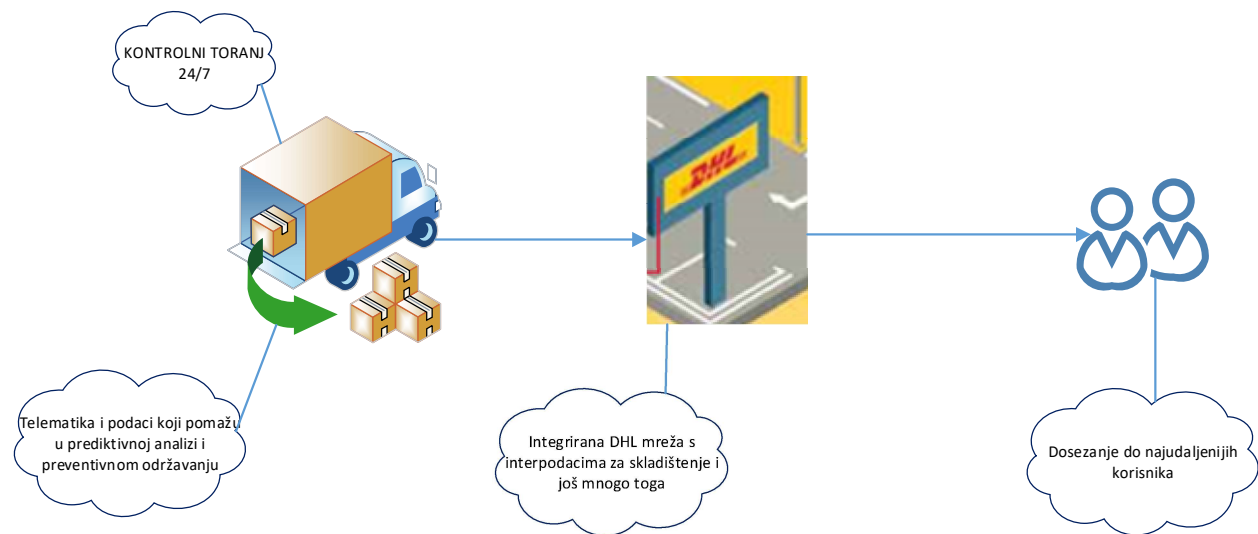 KONTROLNI TORANJ
24/7
DHL
Telematika i podaci koji pomažu
u prediktivnoj analizi i
preventivnom održavanju
Integrirana DHL mreža s
interpodacima za skladištenje i
još mnogo toga
Dosezanje do najudaljenijih
korisnika